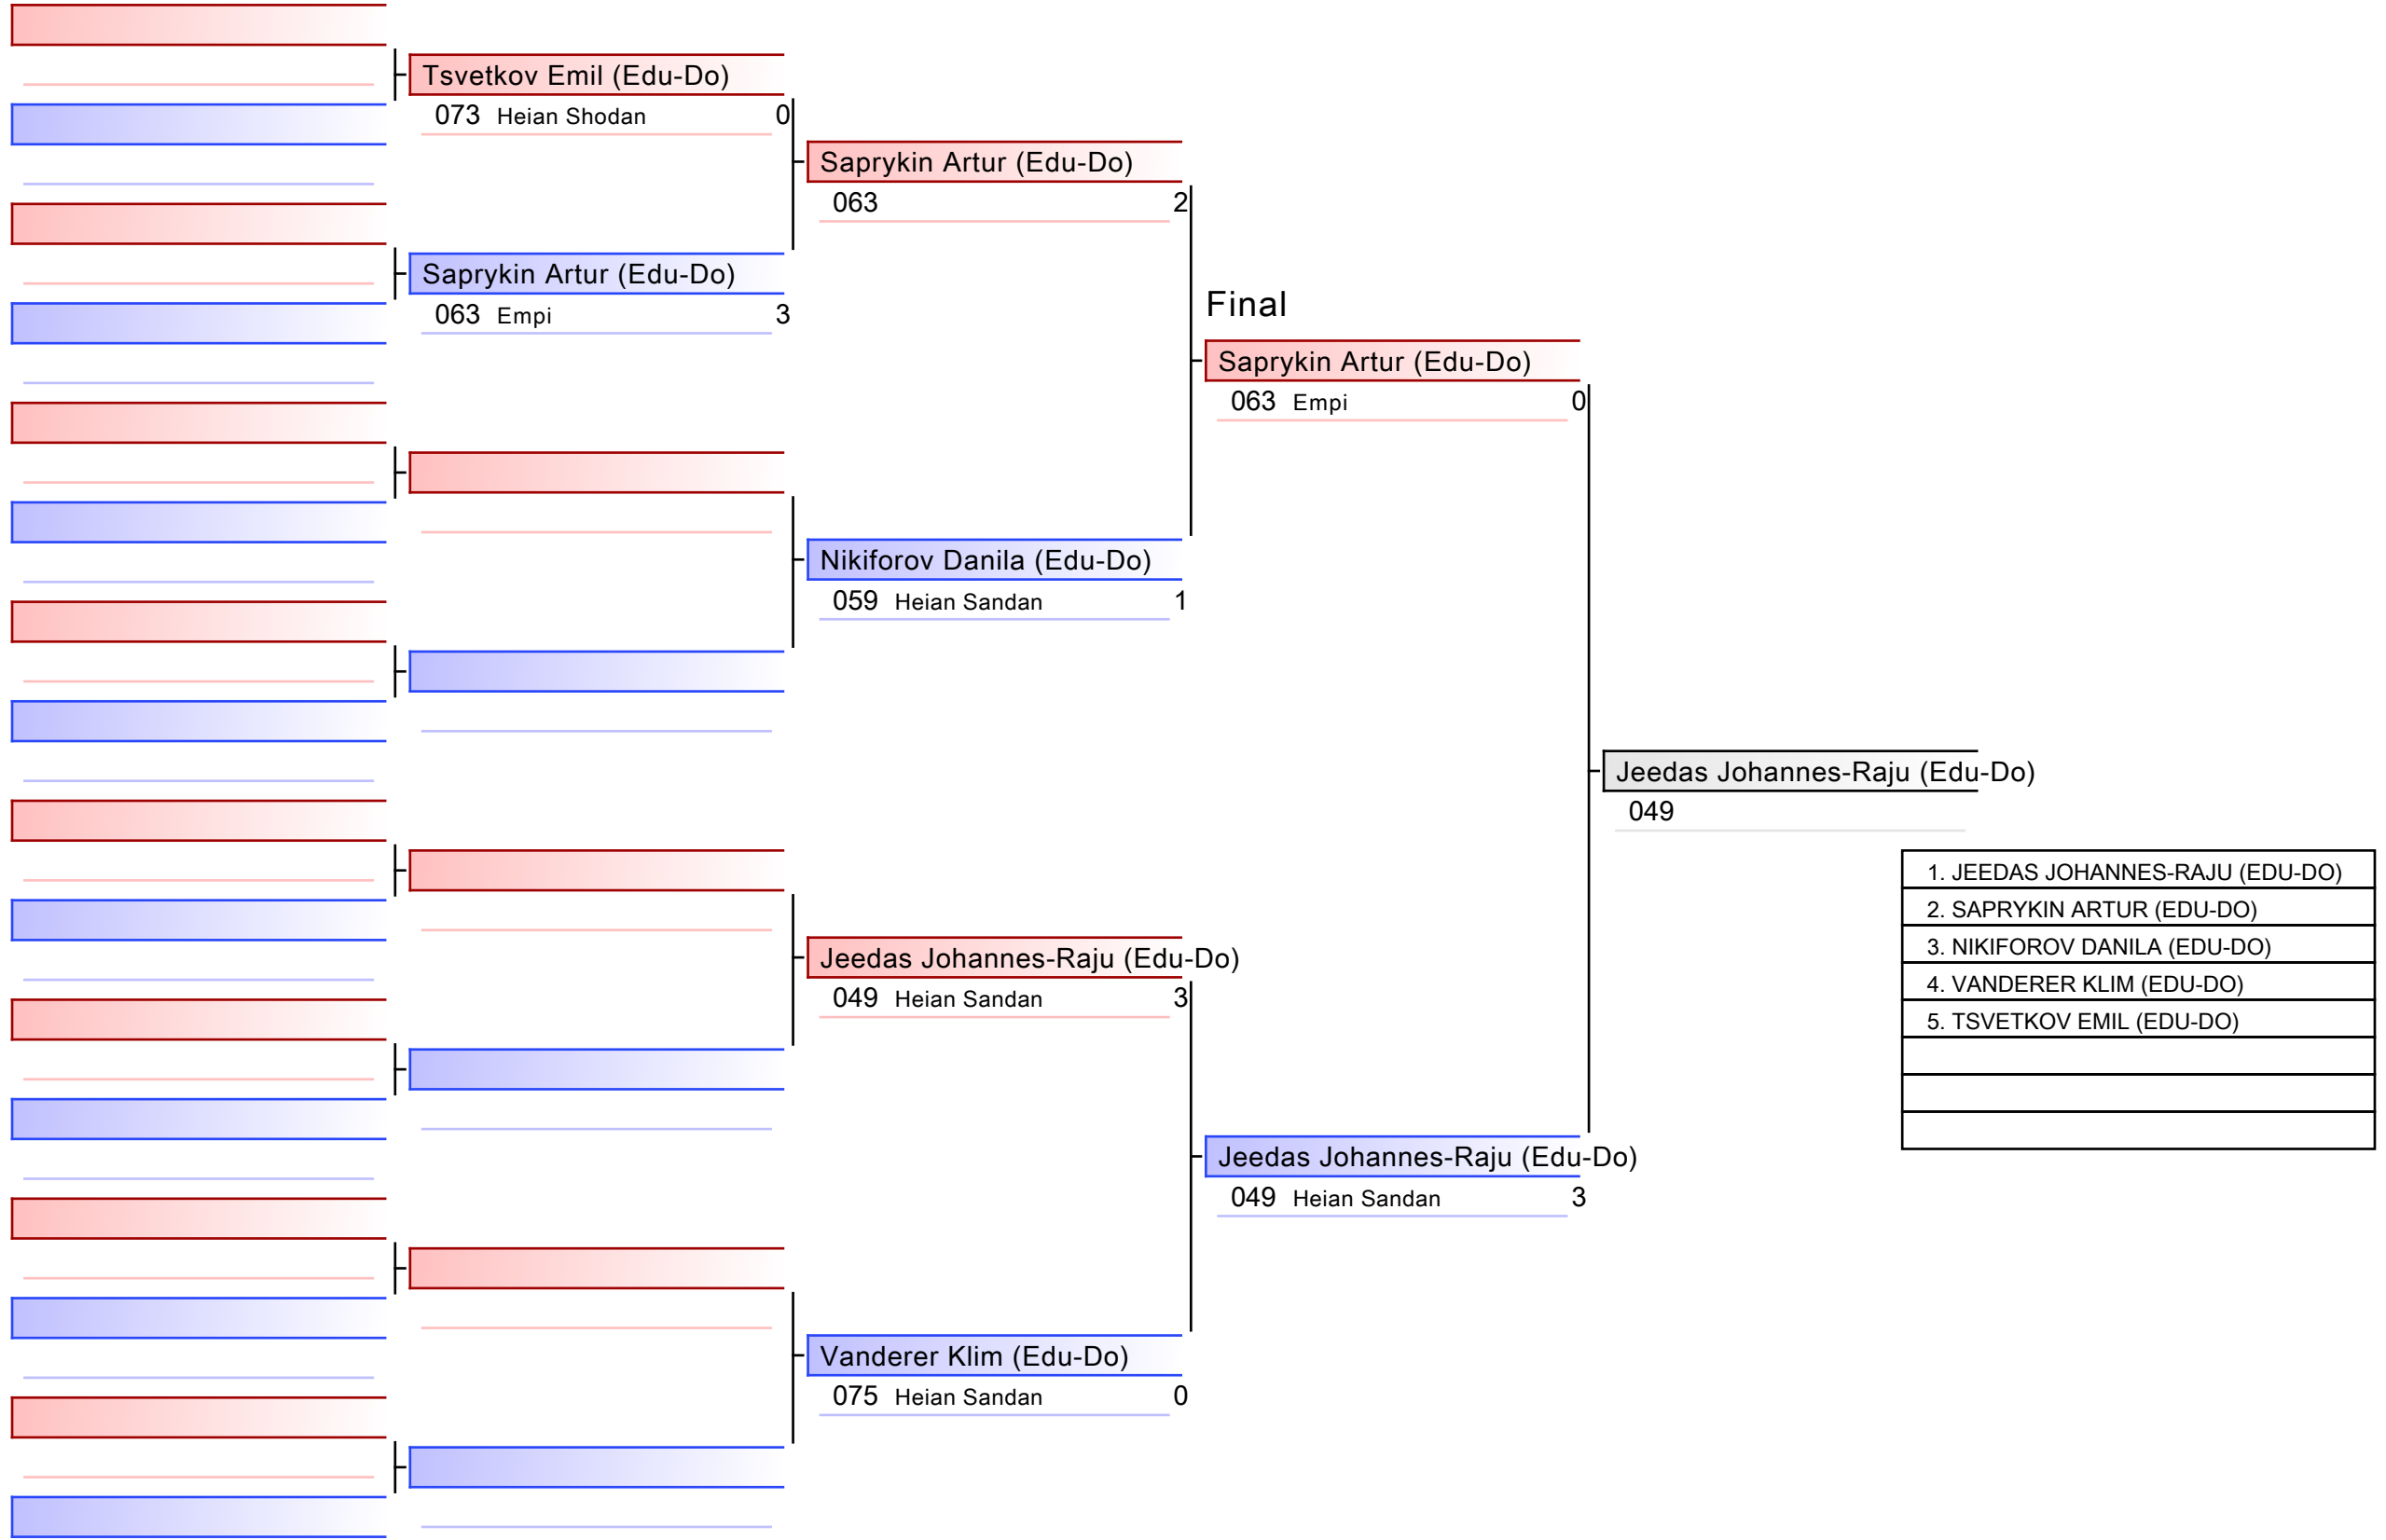 Tsvetkov Emil (Edu-Do)
073 Heian Shodan 0
Saprykin Artur (Edu-Do)
063 Empi 3
Saprykin Artur (Edu-Do)
063 2
Nikiforov Danila (Edu-Do)
059 Heian Sandan 1
Jeedas Johannes-Raju (Edu-Do)
049 Heian Sandan 3
Vanderer Klim (Edu-Do)
075 Heian Sandan 0
Final
Saprykin Artur (Edu-Do)
063 Empi 0
Jeedas Johannes-Raju (Edu-Do)
049 Heian Sandan 3
Jeedas Johannes-Raju (Edu-Do)
049
1. JEEDAS JOHANNES-RAJU (EDU-DO)
2. SAPRYKIN ARTUR (EDU-DO)
3. NIKIFOROV DANILA (EDU-DO)
4. VANDERER KLIM (EDU-DO)
5. TSVETKOV EMIL (EDU-DO)